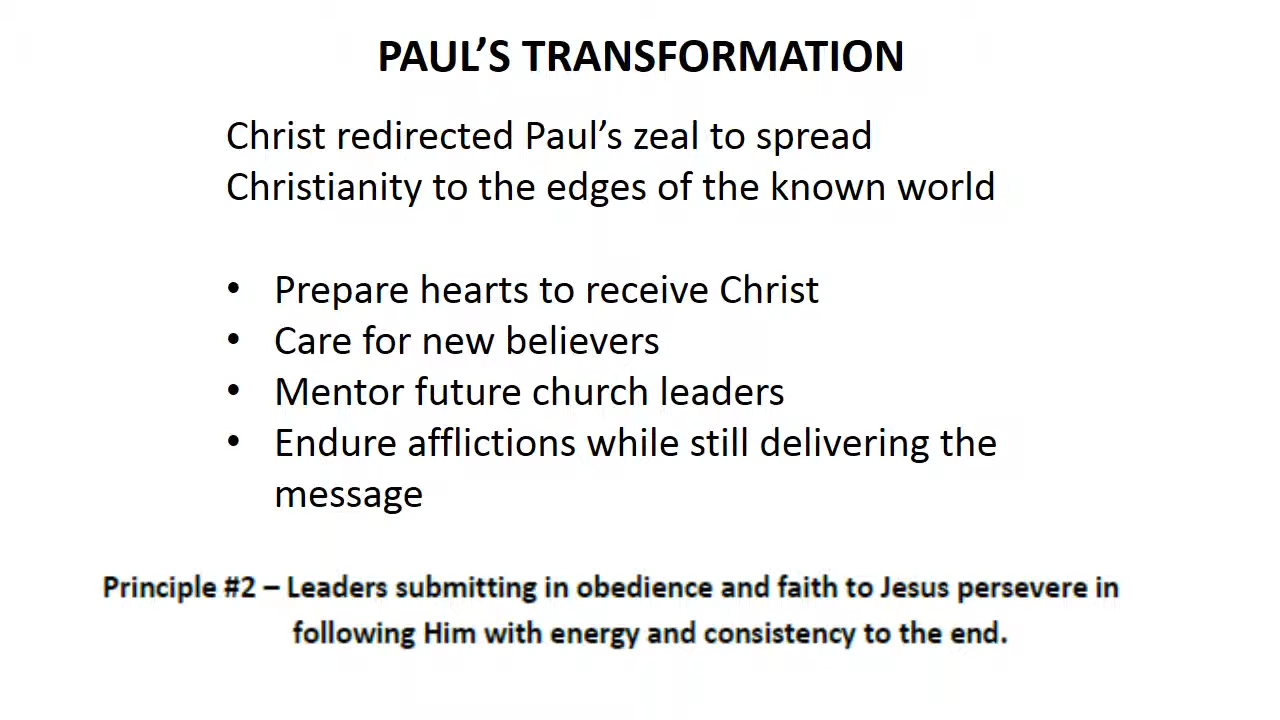 PAUL’S TRANSFORMATION
Christ redirected Paul’s zeal to spread
Christianity to the edges of the known world
• Prepare hearts to receive Christ
• Care for new believers
• Mentor future church leaders
• Endure afflictions while still delivering the
message
Principle #2 – Leaders submitting in obedience and faith to Jesus persevere in
following Him with energy and consistency to the end.